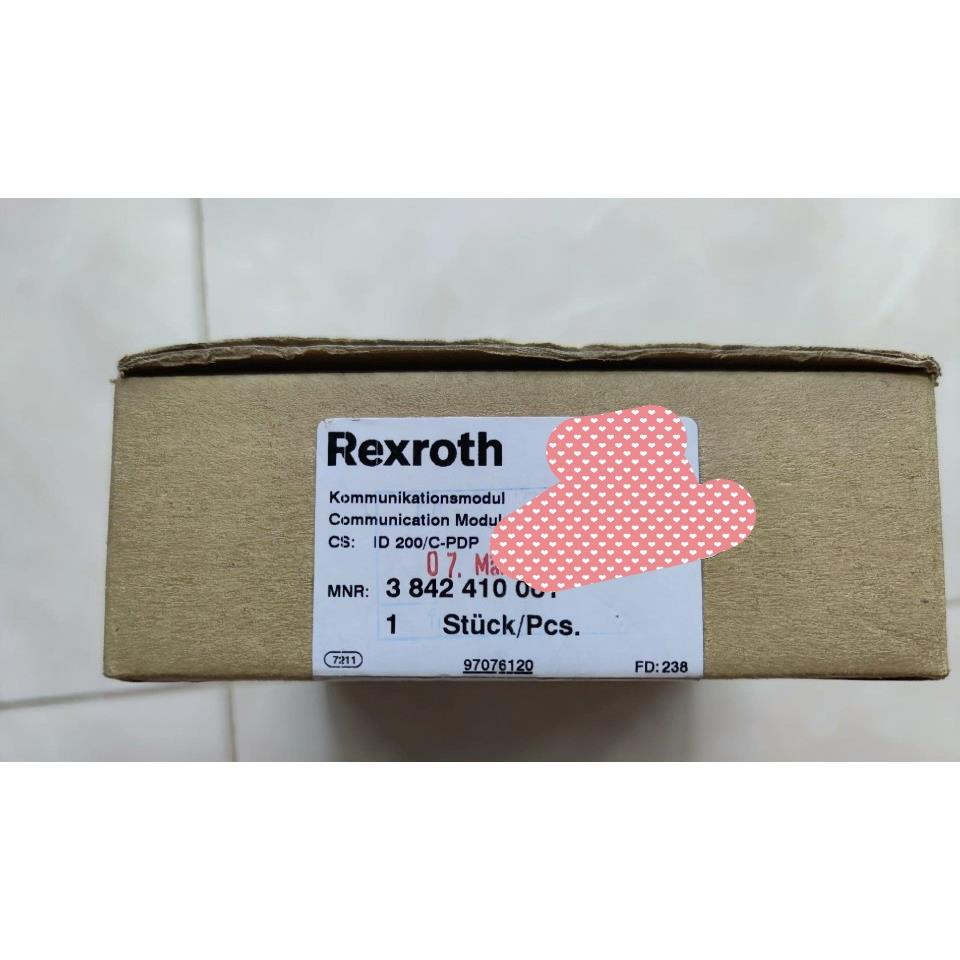 Rexroth
Kommunikationsmodul
Communication Modul
CS: ID 200/C-PDP
07. Ma
MNR: 3 842 410
1 Stück/Pcs.
7211
97076120
FD: 238